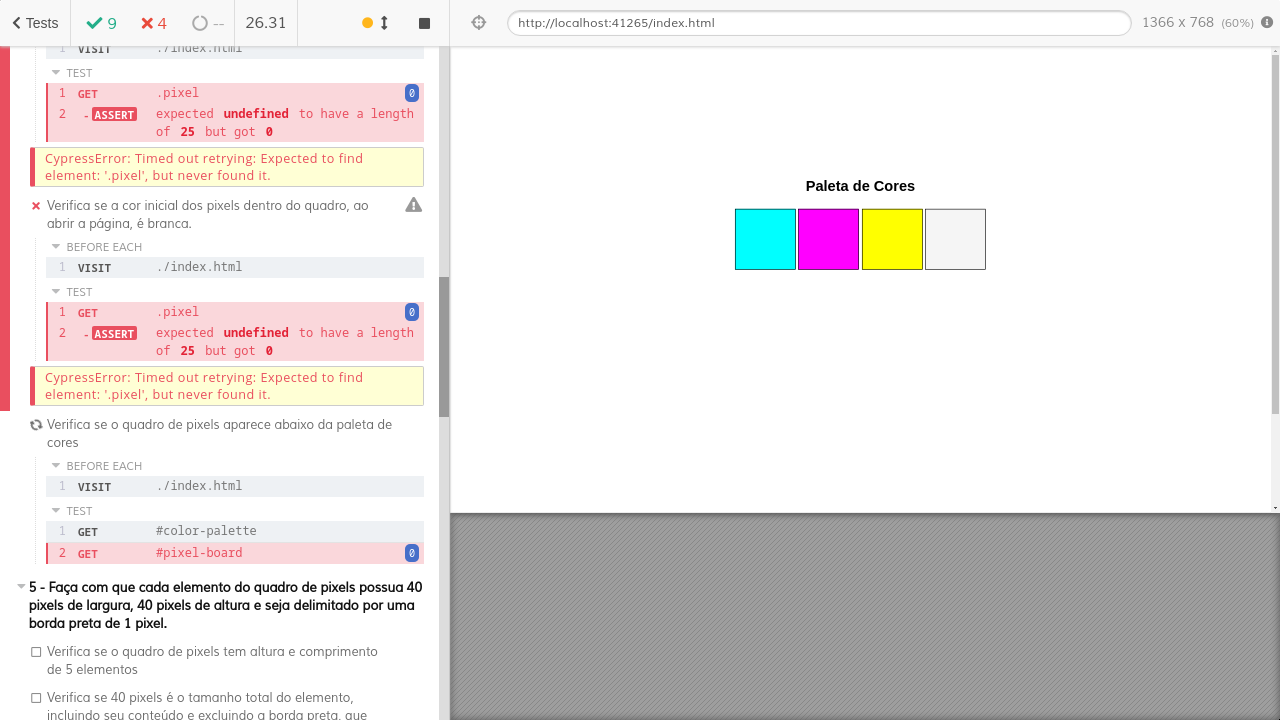 Tests
9
4
--
26.31
http://localhost:41265/index.html
1366 x 768 (60%)
1 VISIT ./index.html
TEST
1 GET .pixel 0
2 - ASSERT expected undefined to have a length
of 25 but got 0
CypressError: Timed out retrying: Expected to find
element: '.pixel', but never found it.
Verifica se a cor inicial dos pixels dentro do quadro, ao
abrir a página, é branca.
BEFORE EACH
1 VISIT ./index.html
TEST
1 GET .pixel 0
2 - ASSERT expected undefined to have a length
of 25 but got 0
CypressError: Timed out retrying: Expected to find
element: '.pixel', but never found it.
Verifica se o quadro de pixels aparece abaixo da paleta de
cores
BEFORE EACH
1 VISIT ./index.html
TEST
1 GET #color-palette
2 GET #pixel-board 0
5 - Faça com que cada elemento do quadro de pixels possua 40
pixels de largura, 40 pixels de altura e seja delimitado por uma
borda preta de 1 pixel.
Verifica se o quadro de pixels tem altura e comprimento
de 5 elementos
Verifica se 40 pixels é o tamanho total do elemento,
incluindo seu conteúdo e excluindo a borda preta, que
Paleta de Cores